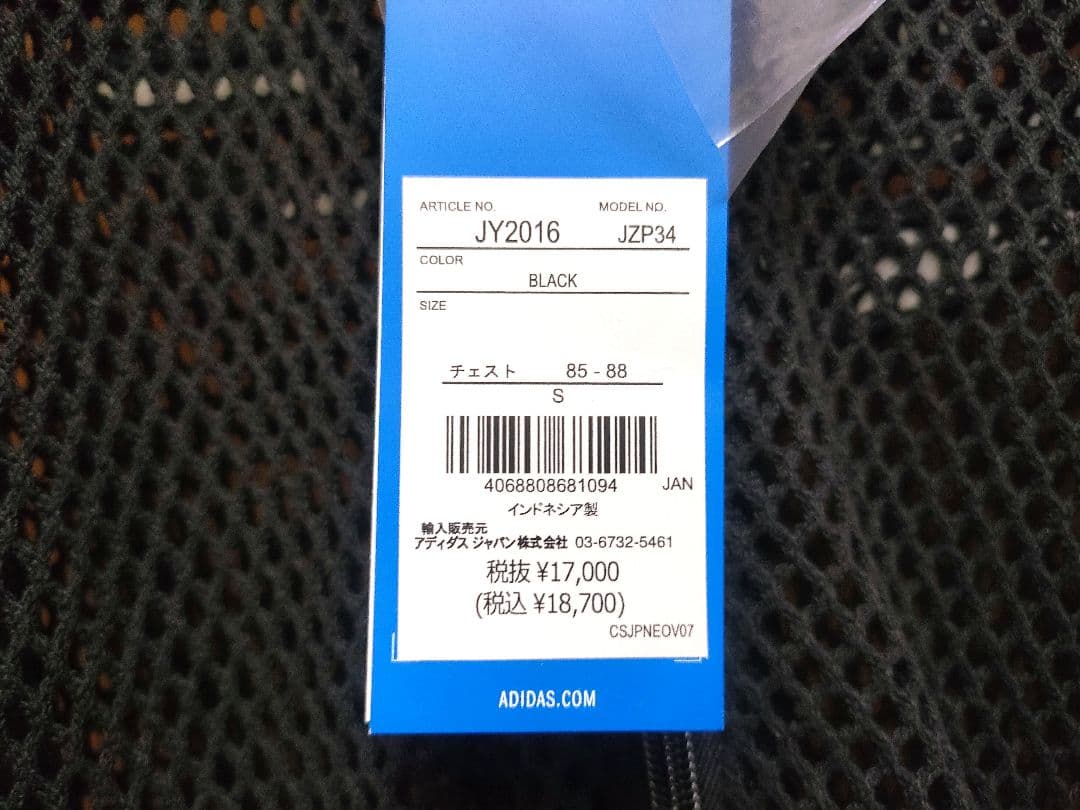 ARTICLE NO. MODEL NO.
JY2016 JZP34
COLOR
BLACK
SIZE
チェスト 85 - 88
S
4068808681094 JAN
インドネシア製
輸入販売元
アディダス ジャパン株式会社 03-6732-5461
税抜 ¥17,000
(税込 ¥18,700)
CSJPNEOV07
ADIDAS.COM